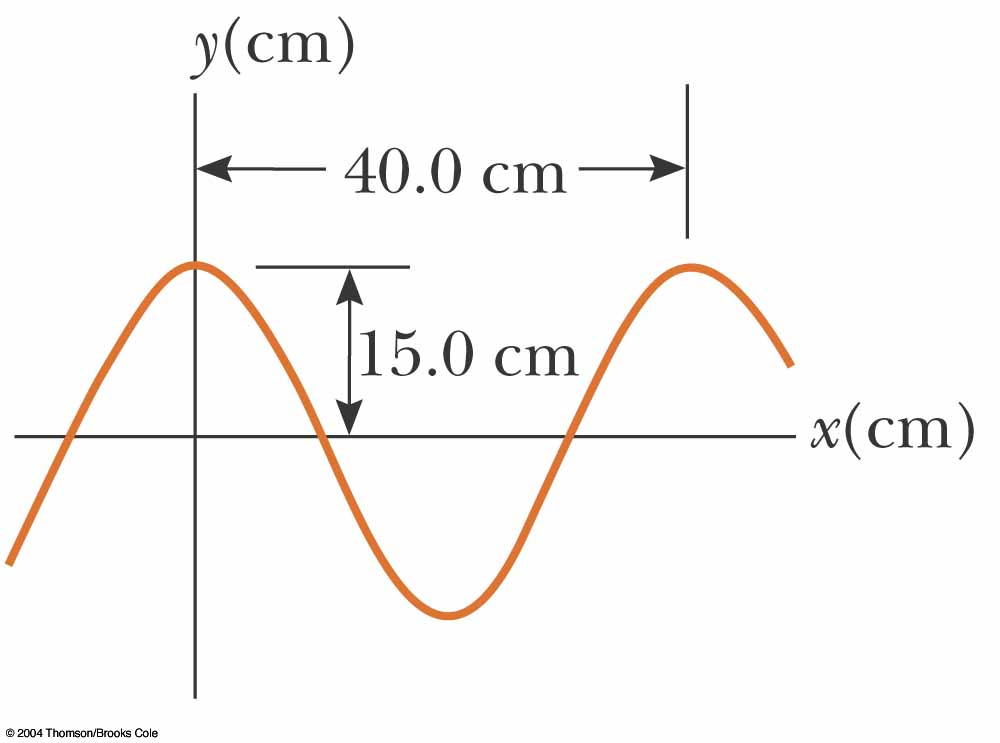 y(cm)
40.0 cm
15.0 cm
x(cm)
© 2004 Thomson/Brooks Cole